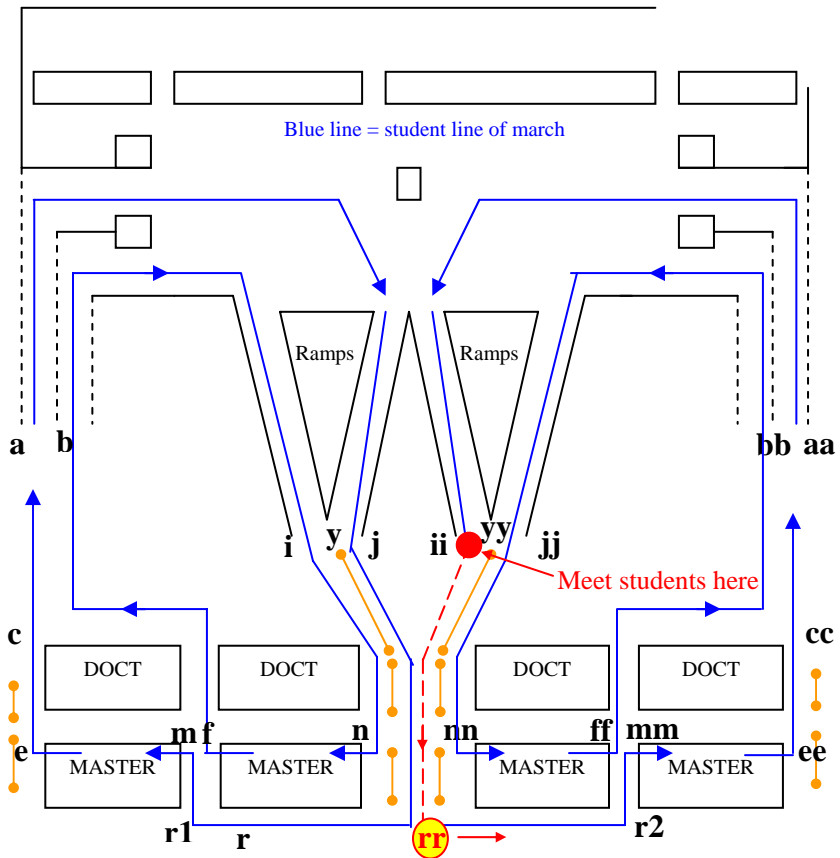 Blue line = student line of march
Ramps
Ramps
a
b
bb
aa
i
y
j
ii
yy
jj
Meet students here
c
cc
DOCT
DOCT
DOCT
DOCT
e
m
f
n
nn
ff
mm
ee
MASTER
MASTER
MASTER
MASTER
r1
r
rr
r2